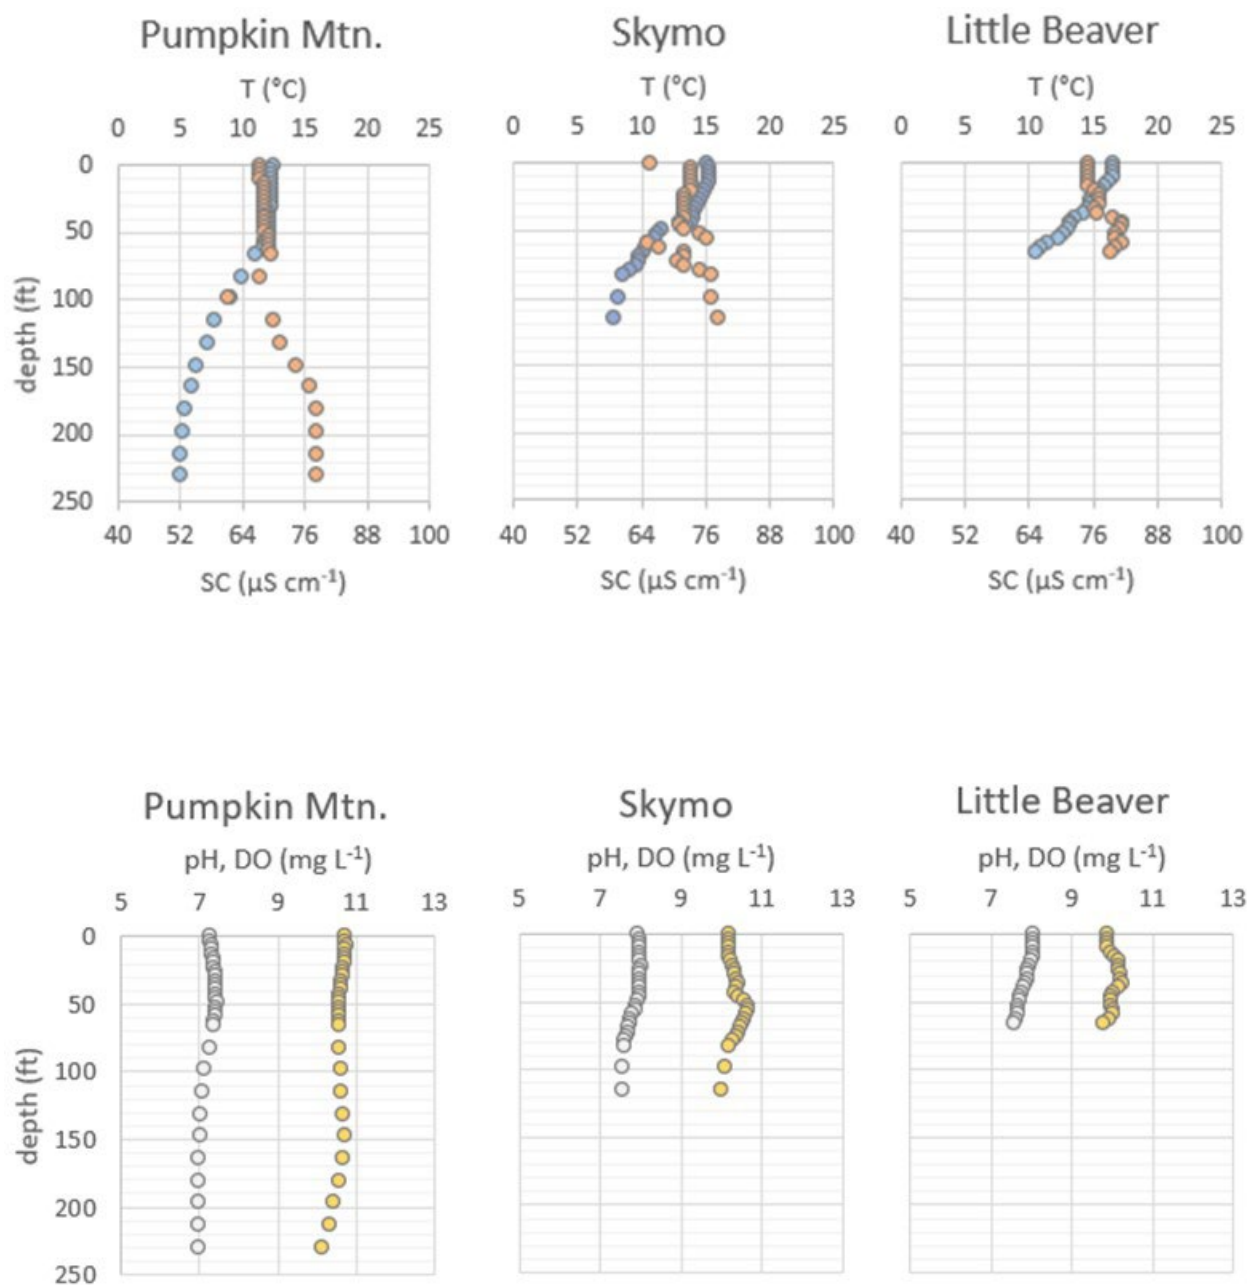 Pumpkin Mtn. Skymo Little Beaver
T (°C) T (°C) T (°C)
0 5 10 15 20 25 0 5 10 15 20 25 0 5 10 15 20 25
0
50
100
150
200
250
depth (ft)
40 52 64 76 88 100 40 52 64 76 88 100 40 52 64 76 88 100
SC (µS cm⁻¹) SC (µS cm⁻¹) SC (µS cm⁻¹)
Pumpkin Mtn. Skymo Little Beaver
pH, DO (mg L⁻¹) pH, DO (mg L⁻¹) pH, DO (mg L⁻¹)
5 7 9 11 13 5 7 9 11 13 5 7 9 11 13
0
50
100
150
200
250
depth (ft)